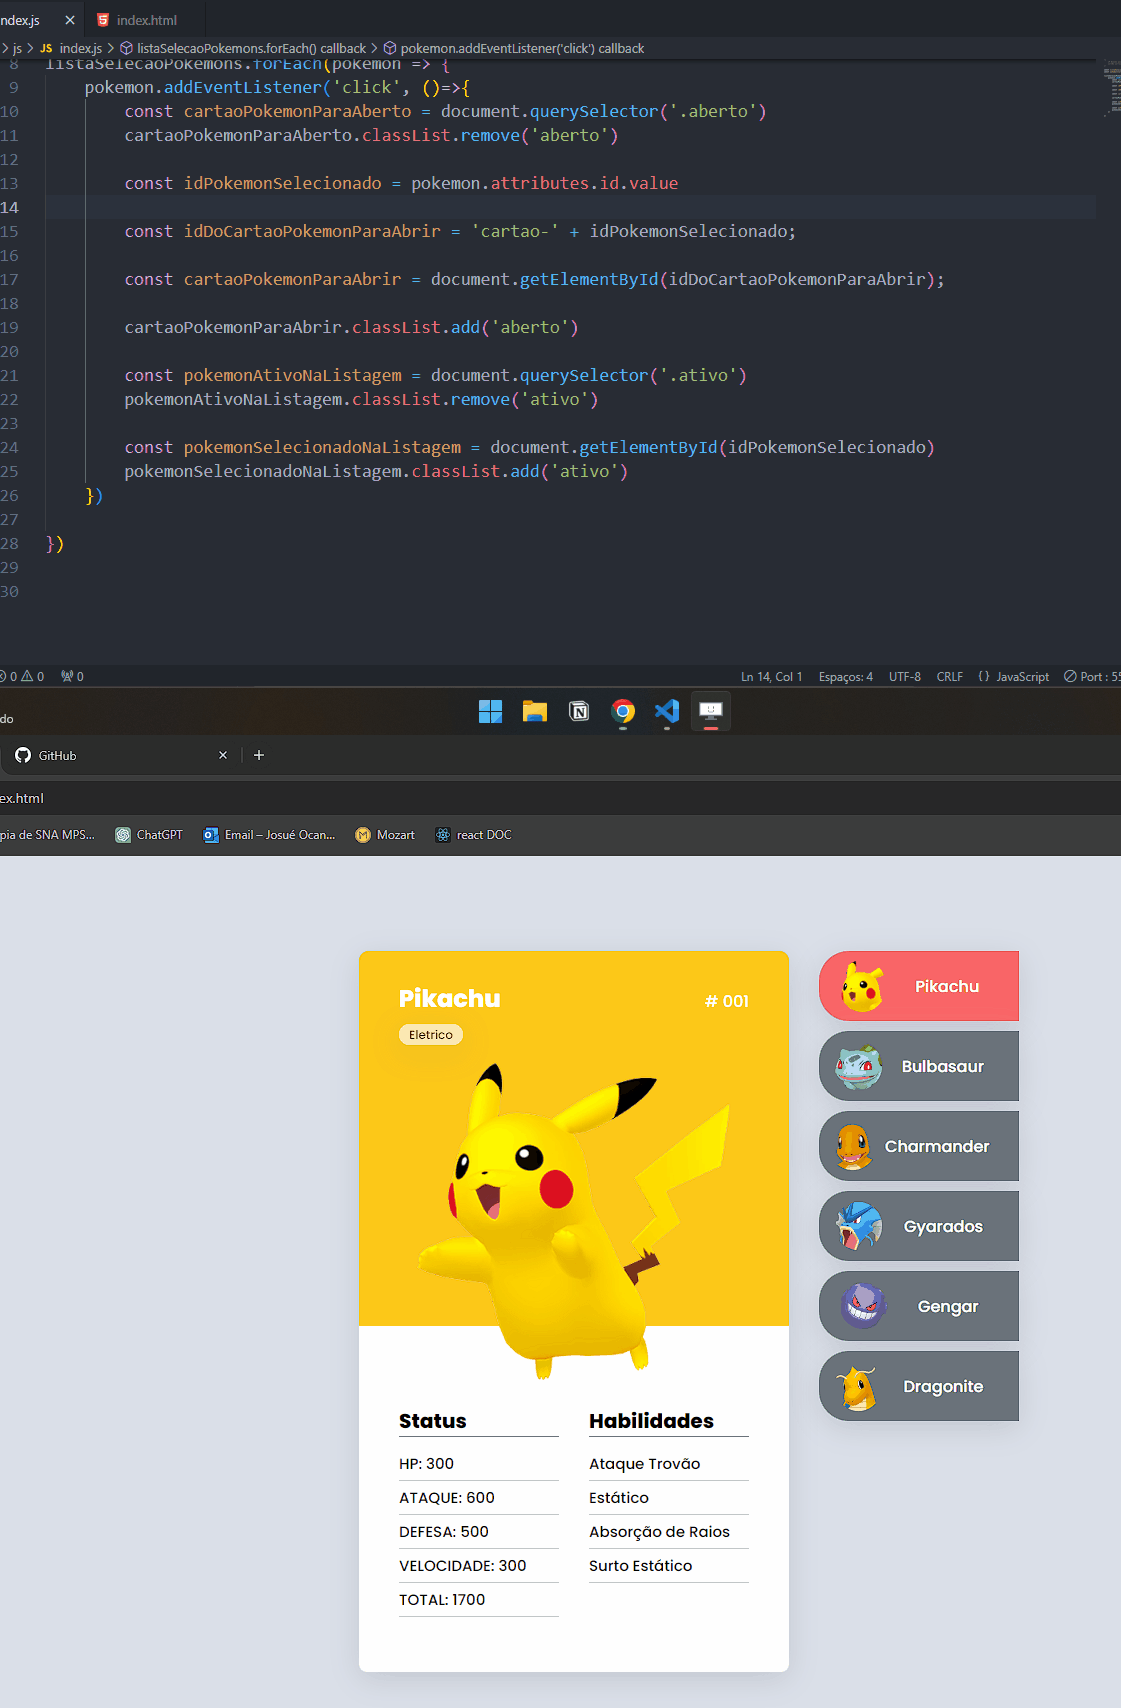 ndex.js
index.html
js > JS index.js > listaSelecaoPokemons.forEach() callback > pokemon.addEventListener('click') callback
8 listaSelecaoPokemons.forEach(pokemon => {
9 pokemon.addEventListener('click', ()=>{
10 const cartaoPokemonParaAberto = document.querySelector('.aberto')
11 cartaoPokemonParaAberto.classList.remove('aberto')
12
13 const idPokemonSelecionado = pokemon.attributes.id.value
14
15 const idDoCartaoPokemonParaAbrir = 'cartao-' + idPokemonSelecionado;
16
17 const cartaoPokemonParaAbrir = document.getElementById(idDoCartaoPokemonParaAbrir);
18
19 cartaoPokemonParaAbrir.classList.add('aberto')
20
21 const pokemonAtivoNaListagem = document.querySelector('.ativo')
22 pokemonAtivoNaListagem.classList.remove('ativo')
23
24 const pokemonSelecionadoNaListagem = document.getElementById(idPokemonSelecionado)
25 pokemonSelecionadoNaListagem.classList.add('ativo')
26 })
27
28 })
29
30
0 0 0 Ln 14, Col 1 Espaços: 4 UTF-8 CRLF {} JavaScript Port : 55
do
GitHub
ex.html
pia de SNA MPS... ChatGPT Email – Josué Ocan... Mozart react DOC
Pikachu # 001
Eletrico
Status
HP: 300
ATAQUE: 600
DEFESA: 500
VELOCIDADE: 300
TOTAL: 1700
Habilidades
Ataque Trovão
Estático
Absorção de Raios
Surto Estático
Pikachu
Bulbasaur
Charmander
Gyarados
Gengar
Dragonite